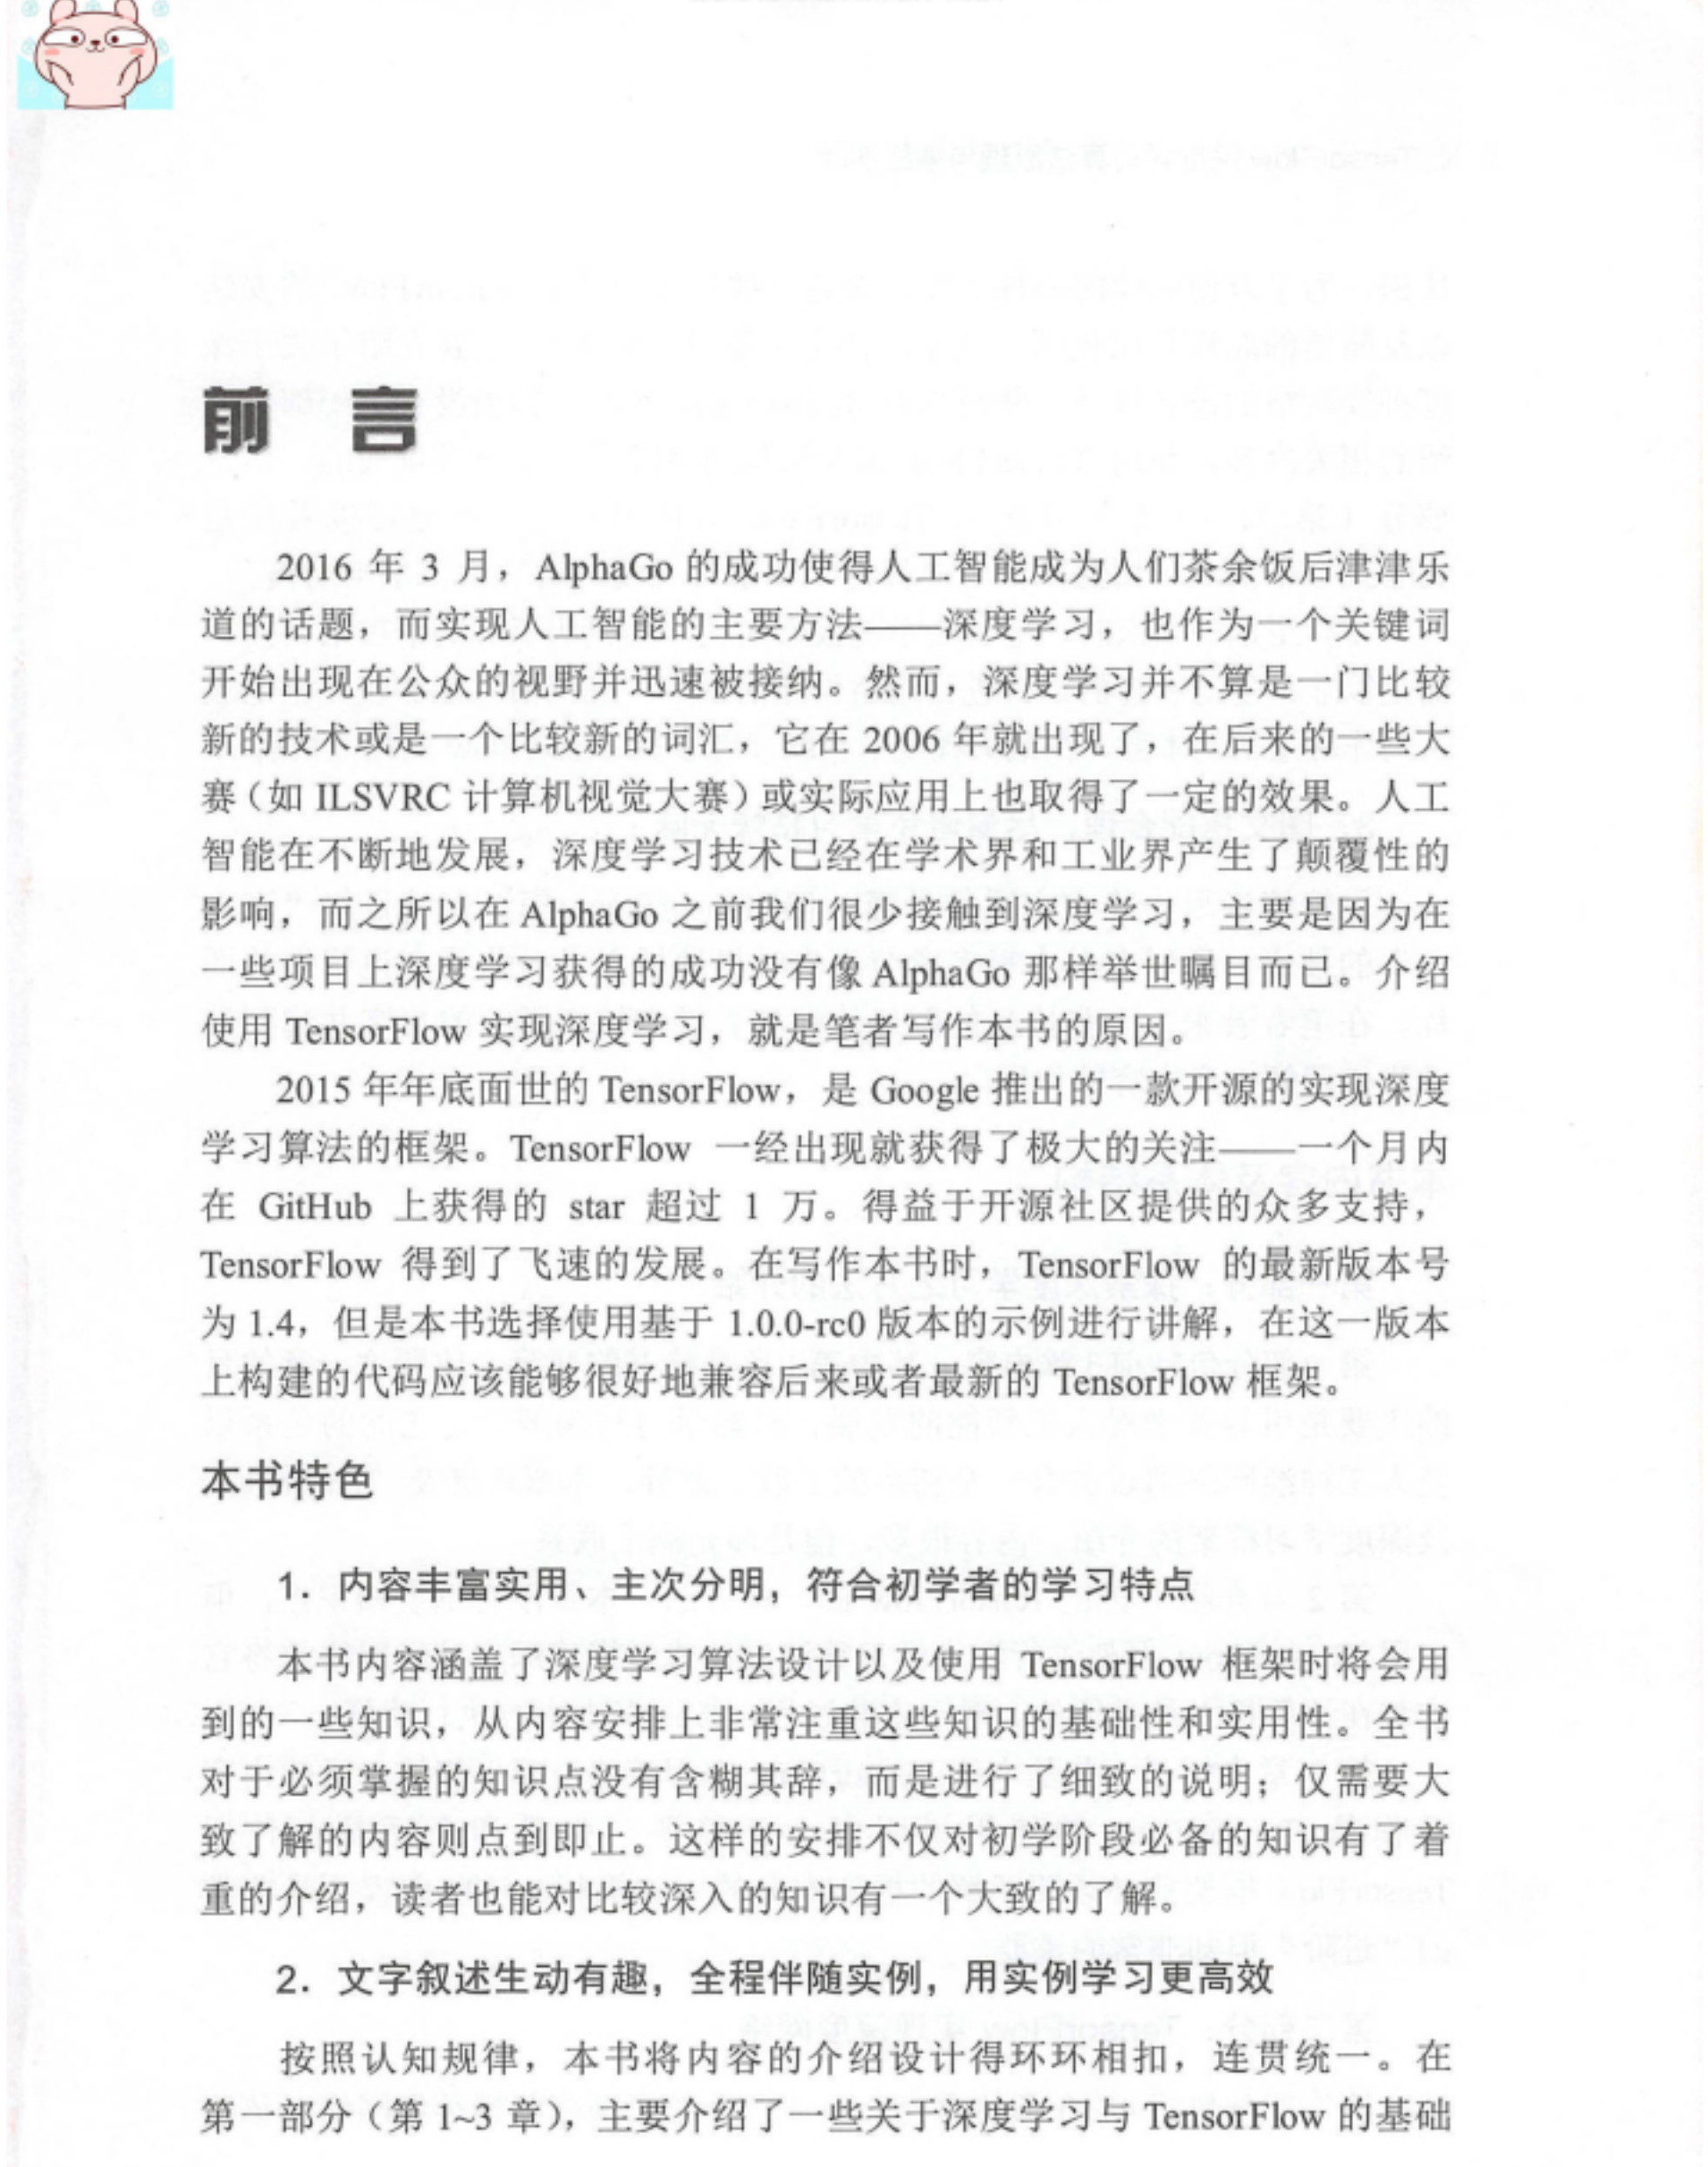 前 言
2016 年 3 月，AlphaGo 的成功使得人工智能成为人们茶余饭后津津乐
道的话题，而实现人工智能的主要方法——深度学习，也作为一个关键词
开始出现在公众的视野并迅速被接纳。然而，深度学习并不算是一门比较
新的技术或是一个比较新的词汇，它在 2006 年就出现了，在后来的一些大
赛（如 ILSVRC 计算机视觉大赛）或实际应用上也取得了一定的效果。人工
智能在不断地发展，深度学习技术已经在学术界和工业界产生了颠覆性的
影响，而之所以在 AlphaGo 之前我们很少接触到深度学习，主要是因为在
一些项目上深度学习获得的成功没有像 AlphaGo 那样举世瞩目而已。介绍
使用 TensorFlow 实现深度学习，就是笔者写作本书的原因。
2015 年年底面世的 TensorFlow，是 Google 推出的一款开源的实现深度
学习算法的框架。TensorFlow 一经出现就获得了极大的关注——一个月内
在 GitHub 上获得的 star 超过 1 万。得益于开源社区提供的众多支持，
TensorFlow 得到了飞速的发展。在写作本书时，TensorFlow 的最新版本号
为 1.4，但是本书选择使用基于 1.0.0-rc0 版本的示例进行讲解，在这一版本
上构建的代码应该能够很好地兼容后来或者最新的 TensorFlow 框架。
本书特色
1．内容丰富实用、主次分明，符合初学者的学习特点
本书内容涵盖了深度学习算法设计以及使用 TensorFlow 框架时将会用
到的一些知识，从内容安排上非常注重这些知识的基础性和实用性。全书
对于必须掌握的知识点没有含糊其辞，而是进行了细致的说明；仅需要大
致了解的内容则点到即止。这样的安排不仅对初学阶段必备的知识有了着
重的介绍，读者也能对比较深入的知识有一个大致的了解。
2．文字叙述生动有趣，全程伴随实例，用实例学习更高效
按照认知规律，本书将内容的介绍设计得环环相扣，连贯统一。在
第一部分（第 1~3 章），主要介绍了一些关于深度学习与 TensorFlow 的基础